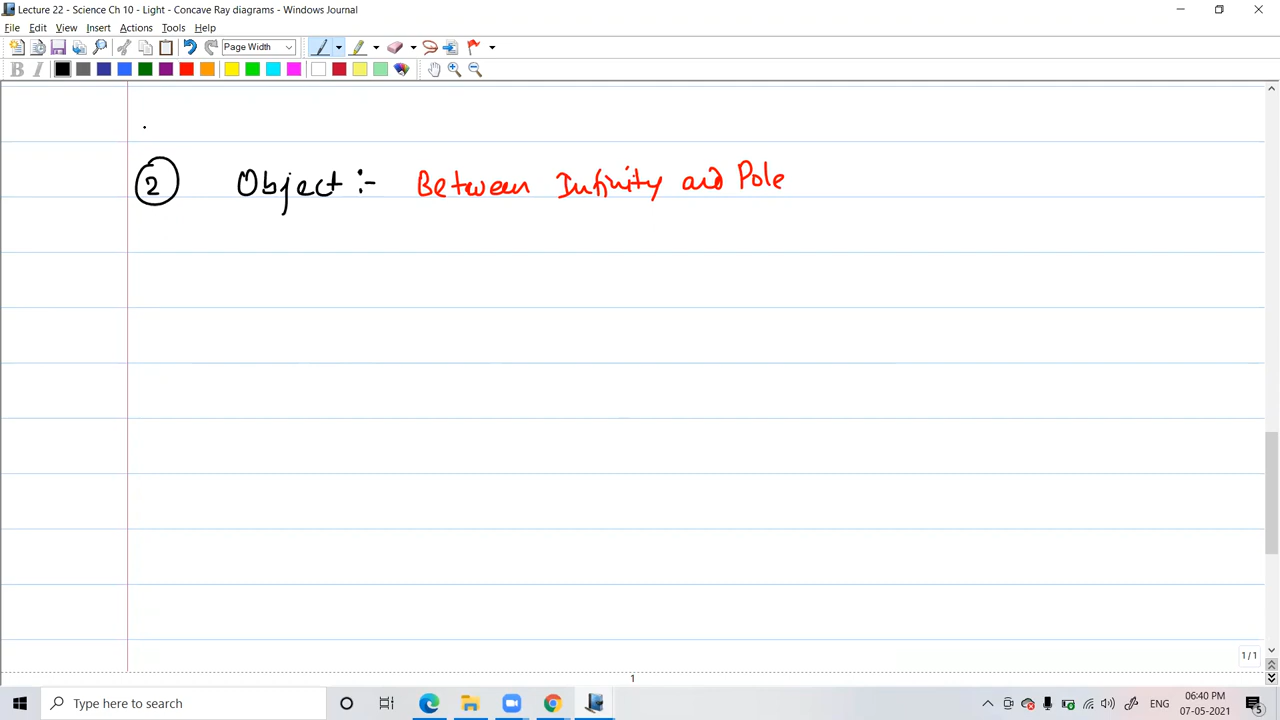 Lecture 22 - Science Ch 10 - Light - Concave Ray diagrams - Windows Journal
File Edit View Insert Actions Tools Help
Page Width
B I
2 Object :- Between Infinity and Pole
1/1
1
Type here to search
ENG
06:40 PM
07-05-2021
5